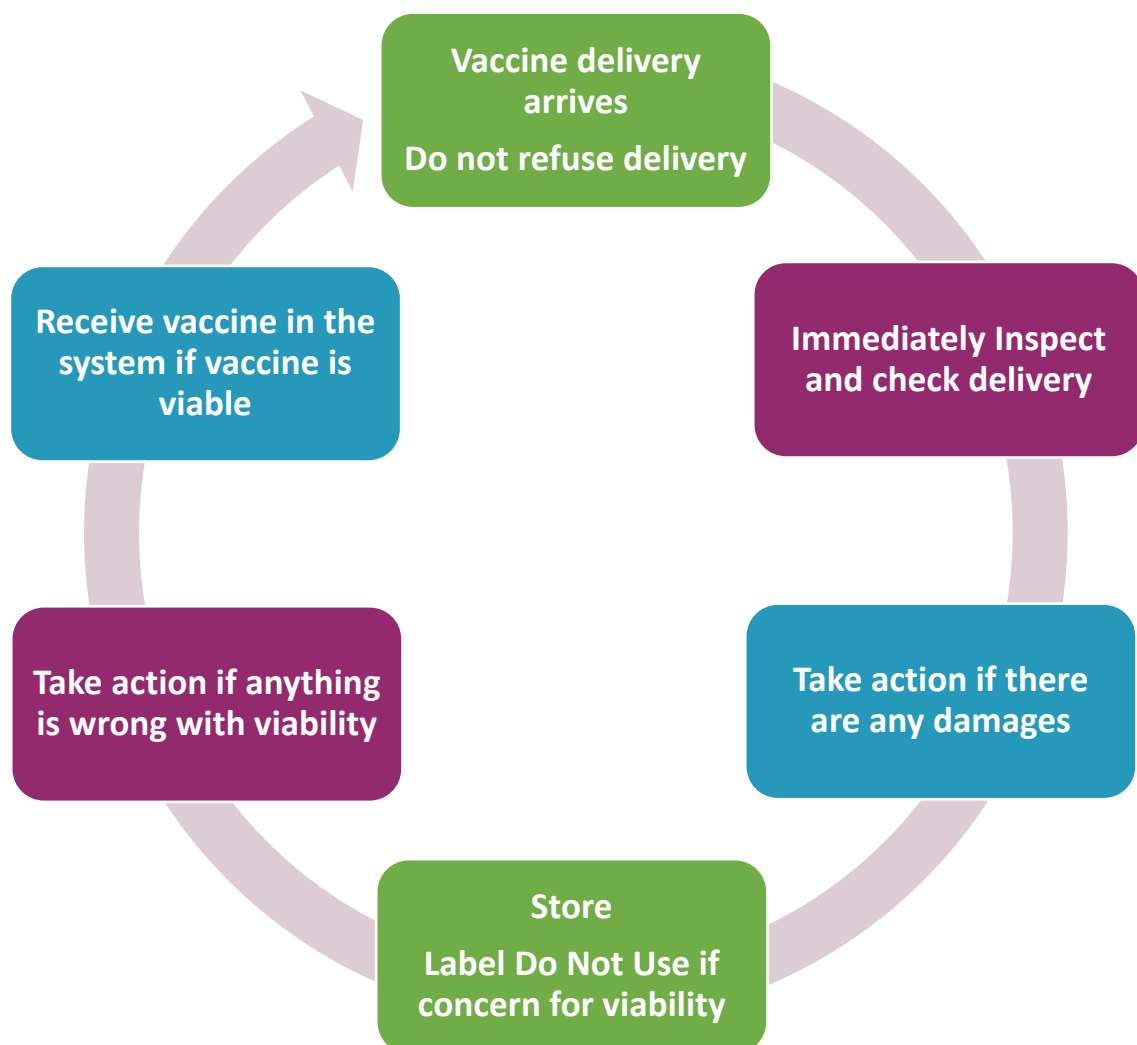 Vaccine delivery
arrives
Do not refuse delivery
Immediately Inspect
and check delivery
Take action if there
are any damages
Store
Label Do Not Use if
concern for viability
Take action if anything
is wrong with viability
Receive vaccine in the
system if vaccine is
viable